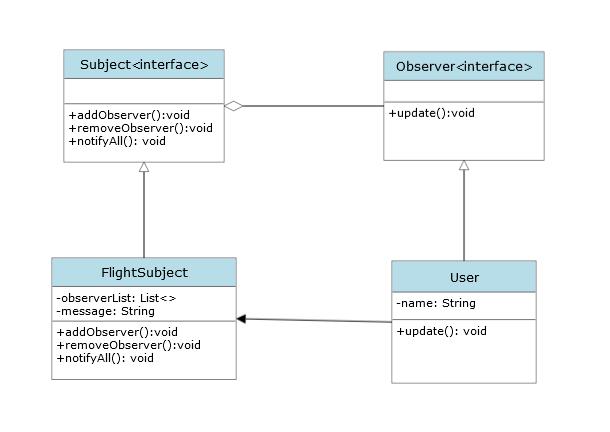 Subject<interface>
+addObserver():void
+removeObserver():void
+notifyAll(): void
Observer<interface>
+update():void
FlightSubject
-observerList: List<>
-message: String
+addObserver():void
+removeObserver():void
+notifyAll(): void
User
-name: String
+update(): void